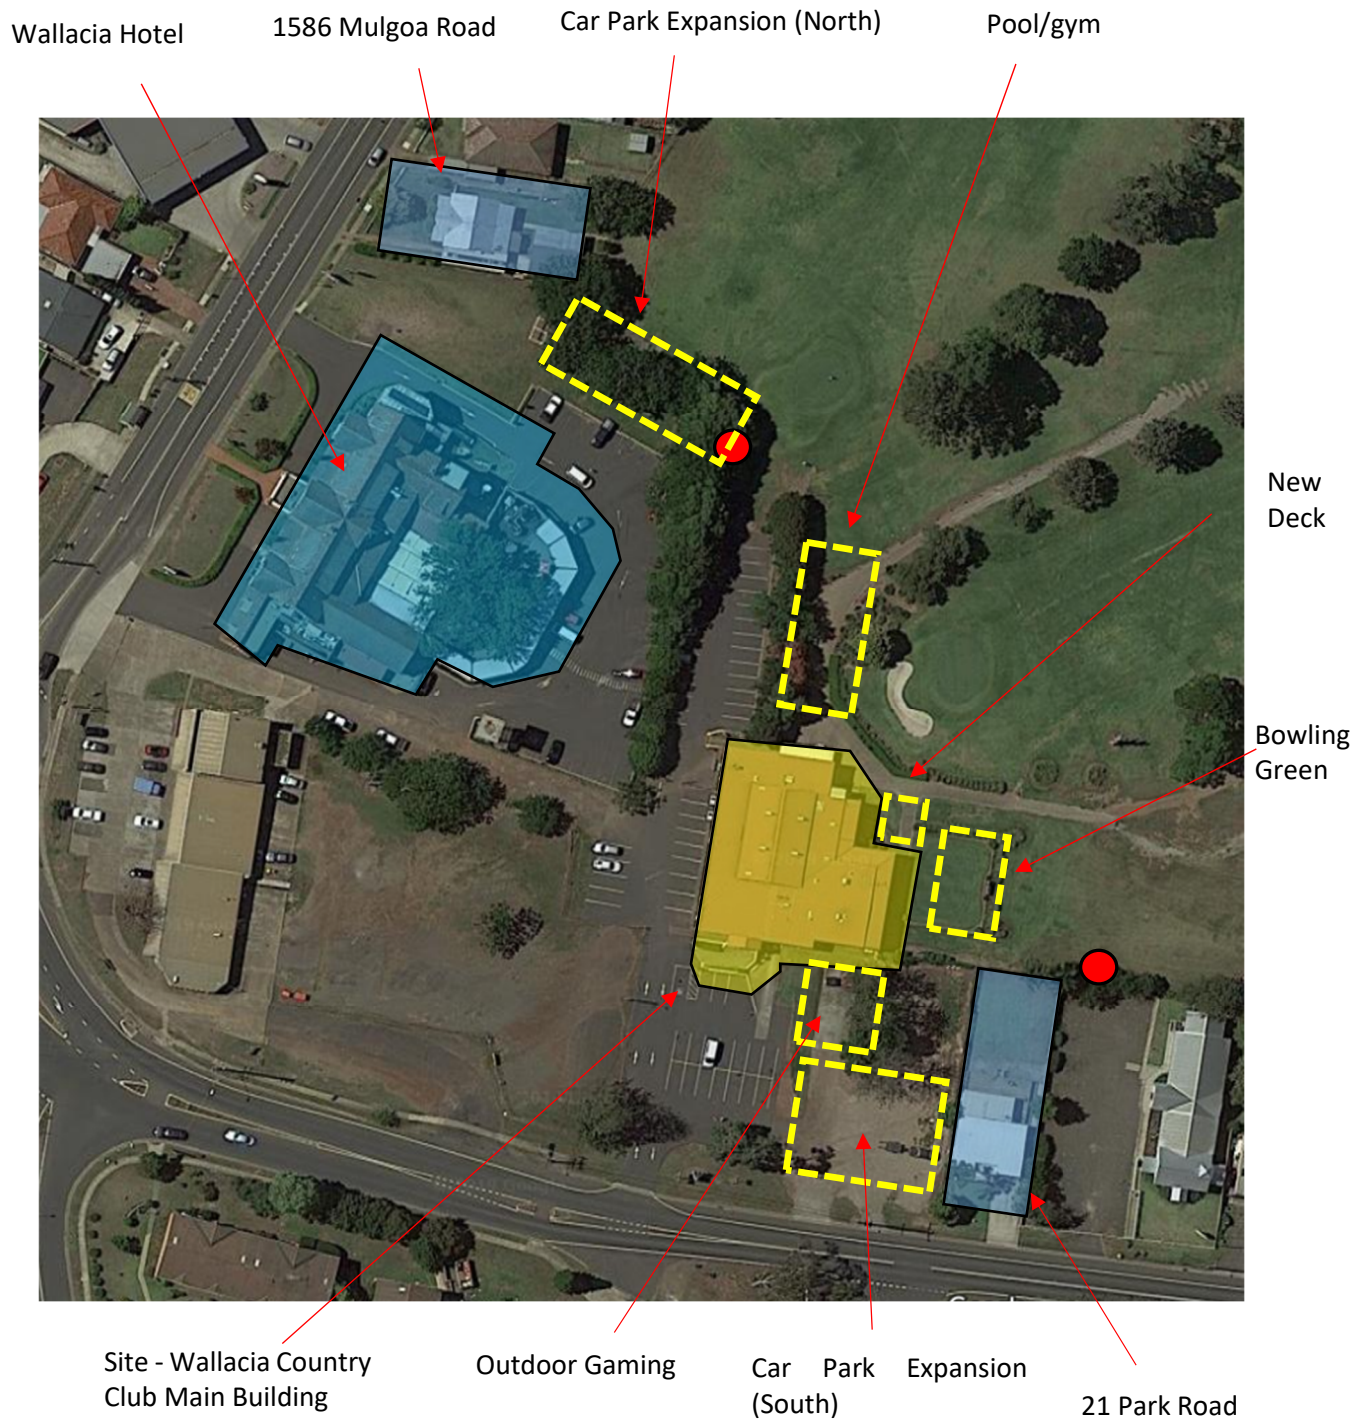 Wallacia Hotel
1586 Mulgoa Road
Car Park Expansion (North)
Pool/gym
New
Deck
Bowling
Green
Site - Wallacia Country
Club Main Building
Outdoor Gaming
Car Park Expansion
(South)
21 Park Road